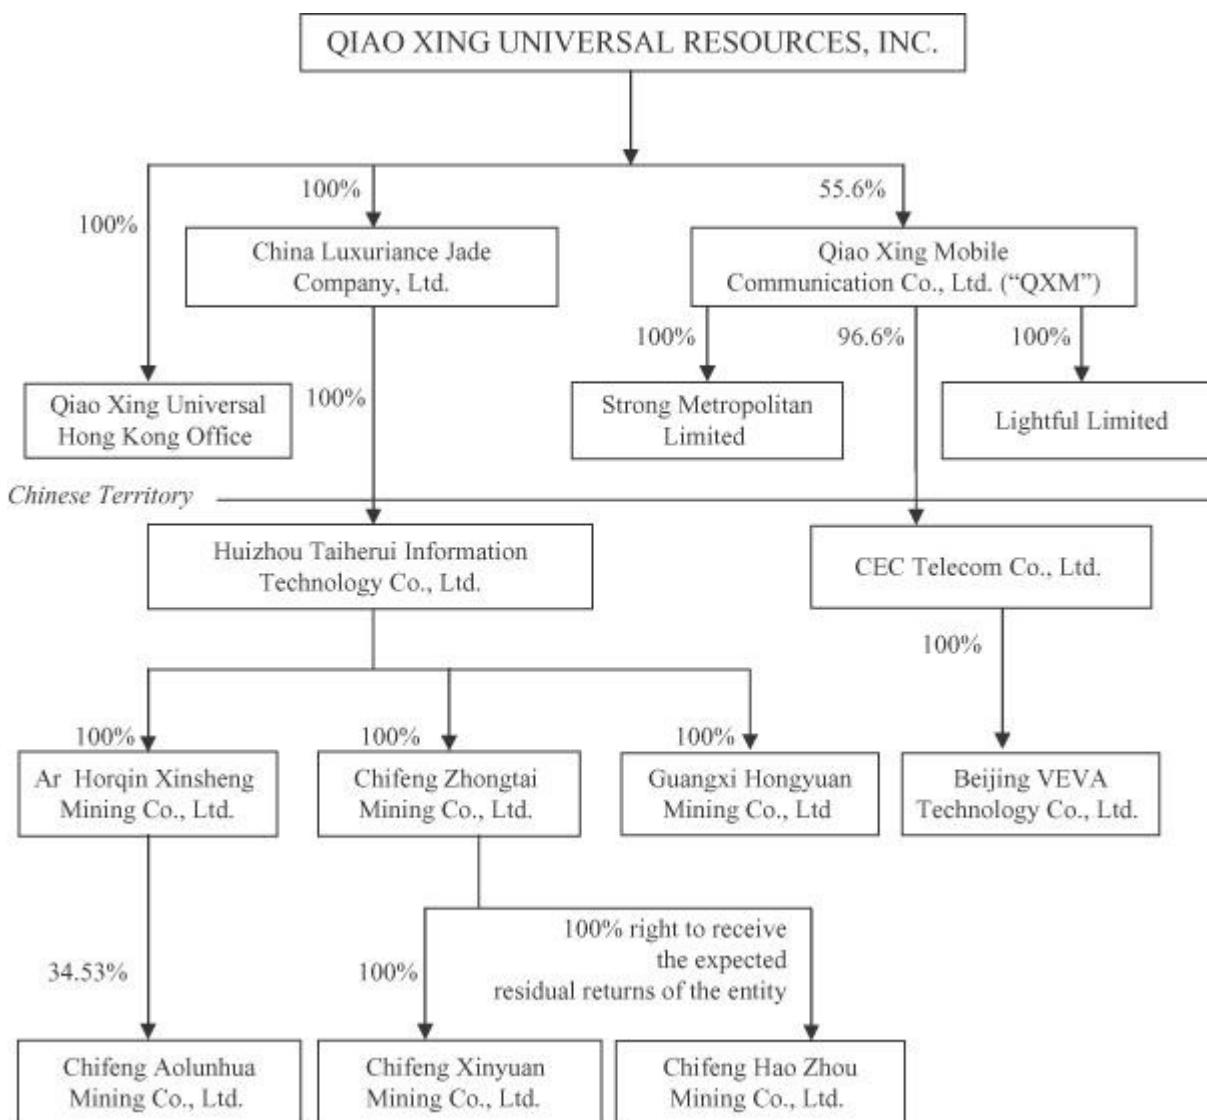 QIAO XING UNIVERSAL RESOURCES, INC.
100%
100%
55.6%
China Luxuriance Jade
Company, Ltd.
Qiao Xing Mobile
Communication Co., Ltd. (“QXM”)
100%
100%
96.6%
100%
Qiao Xing Universal
Hong Kong Office
Strong Metropolitan
Limited
Lightful Limited
Chinese Territory
Huizhou Taiherui Information
Technology Co., Ltd.
CEC Telecom Co., Ltd.
100%
100%
100%
100%
Ar Horqin Xinsheng
Mining Co., Ltd.
Chifeng Zhongtai
Mining Co., Ltd.
Guangxi Hongyuan
Mining Co., Ltd
Beijing VEVA
Technology Co., Ltd.
34.53%
100%
100% right to receive
the expected
residual returns of the entity
Chifeng Aolunhua
Mining Co., Ltd.
Chifeng Xinyuan
Mining Co., Ltd.
Chifeng Hao Zhou
Mining Co., Ltd.